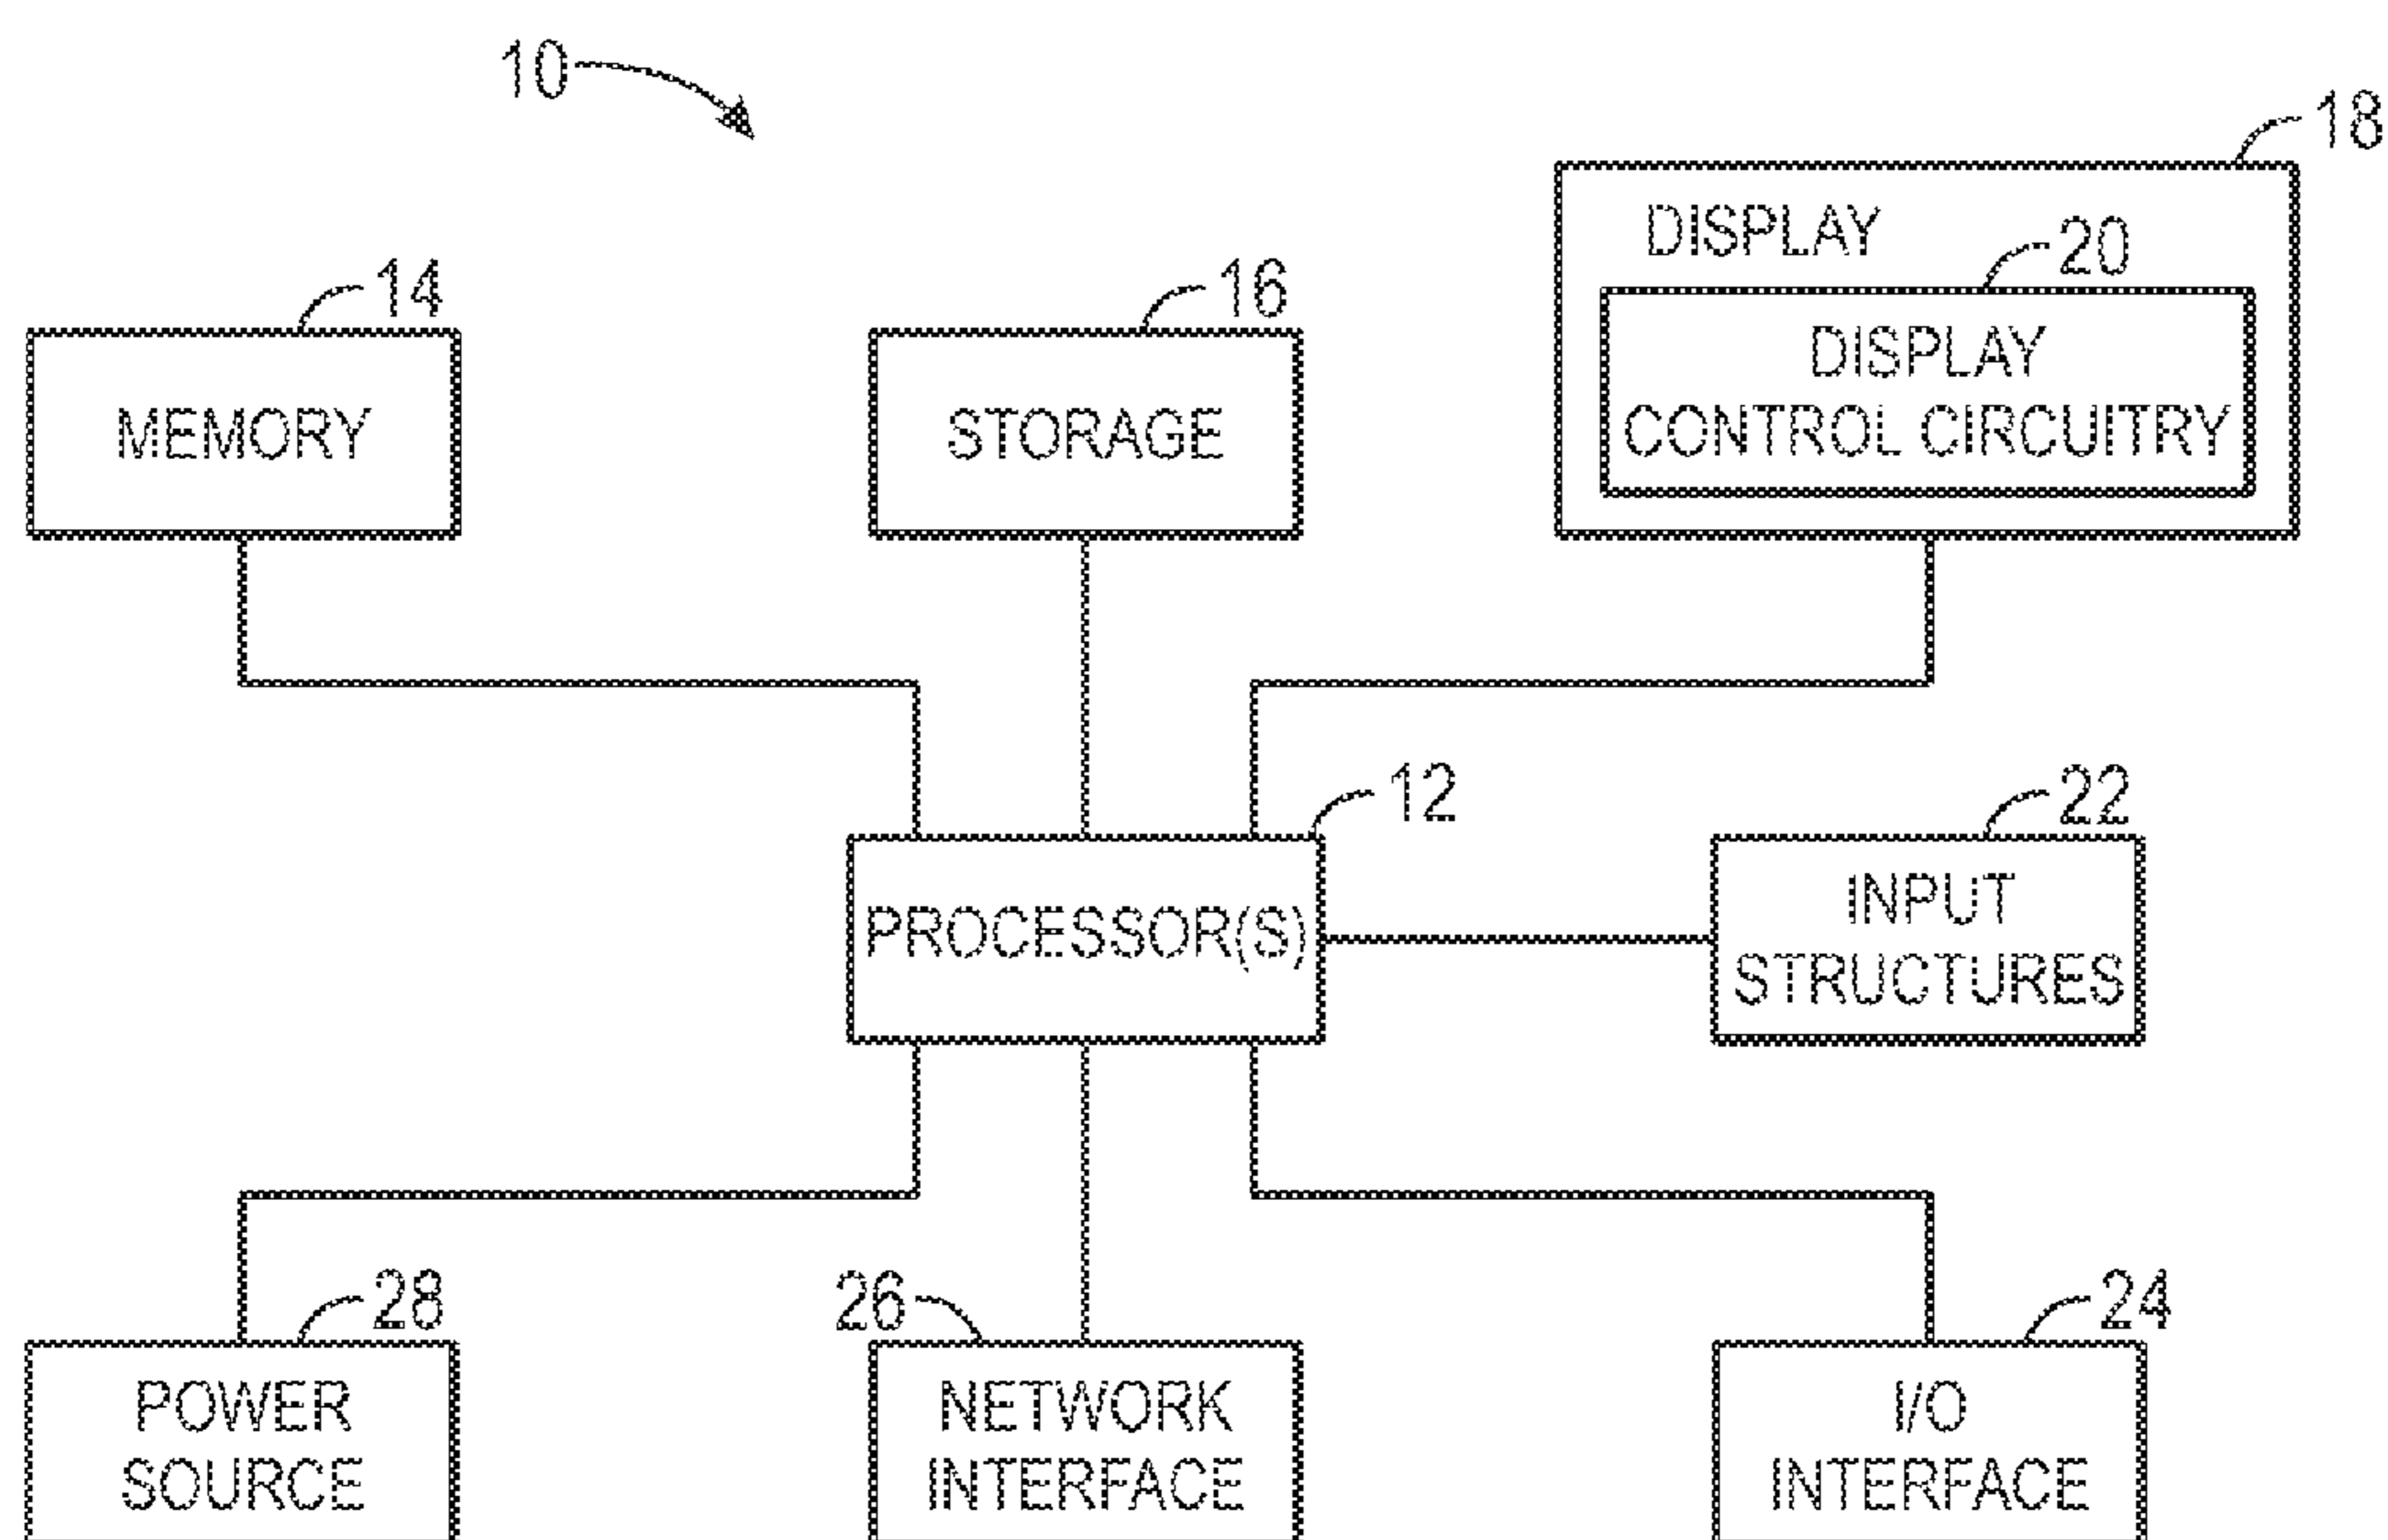 10
18
DISPLAY
20
14
16
DISPLAY
CONTROL CIRCUITRY
MEMORY
STORAGE
12
22
PROCESSOR(S)
INPUT
STRUCTURES
28
26
24
POWER
SOURCE
NETWORK
INTERFACE
I/O
INTERFACE